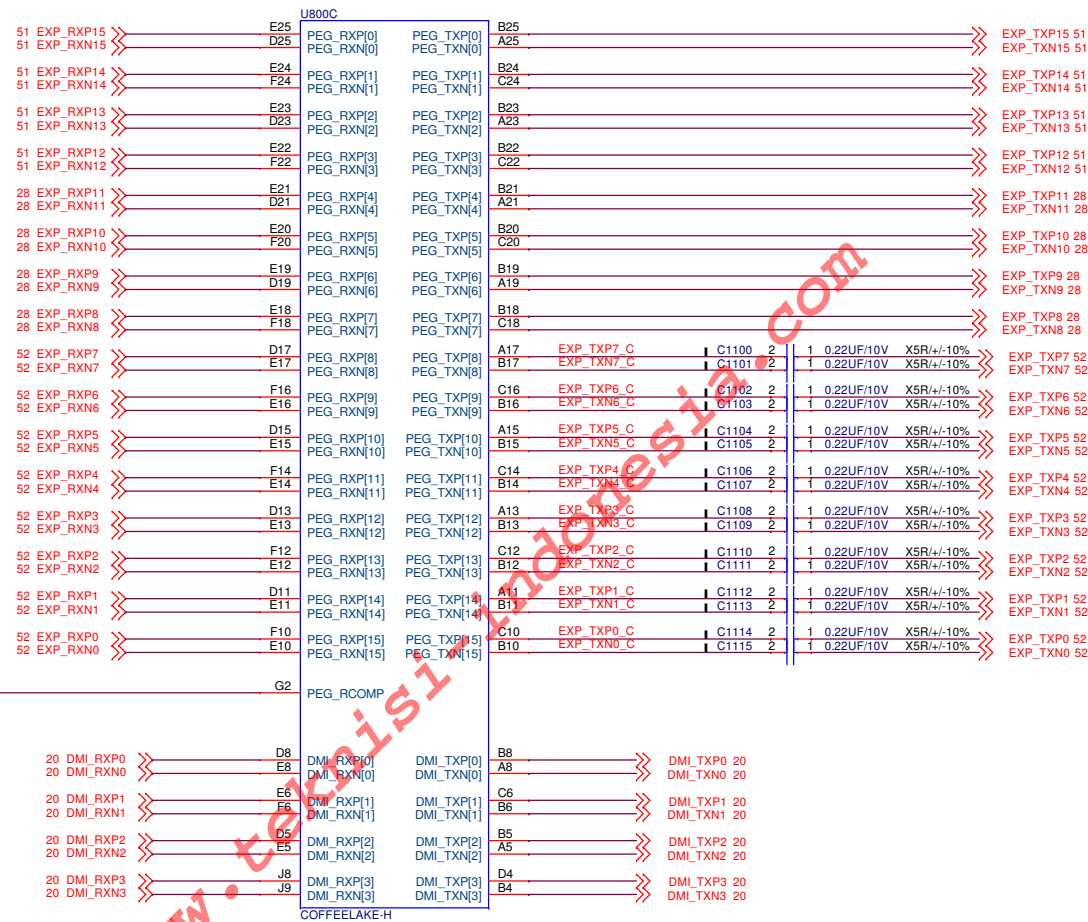 U800C
51 EXP_RXP15 E25 PEG_RXP[0] PEG_TXP[0] B25 EXP_TXP15 51
51 EXP_RXN15 D25 PEG_RXN[0] PEG_TXN[0] A25 EXP_TXN15 51
51 EXP_RXP14 E24 PEG_RXP[1] PEG_TXP[1] B24 EXP_TXP14 51
51 EXP_RXN14 F24 PEG_RXN[1] PEG_TXN[1] C24 EXP_TXN14 51
51 EXP_RXP13 E23 PEG_RXP[2] PEG_TXP[2] B23 EXP_TXP13 51
51 EXP_RXN13 D23 PEG_RXN[2] PEG_TXN[2] A23 EXP_TXN13 51
51 EXP_RXP12 E22 PEG_RXP[3] PEG_TXP[3] B22 EXP_TXP12 51
51 EXP_RXN12 F22 PEG_RXN[3] PEG_TXN[3] C22 EXP_TXN12 51
28 EXP_RXP11 E21 PEG_RXP[4] PEG_TXP[4] B21 EXP_TXP11 28
28 EXP_RXN11 D21 PEG_RXN[4] PEG_TXN[4] A21 EXP_TXN11 28
28 EXP_RXP10 E20 PEG_RXP[5] PEG_TXP[5] B20 EXP_TXP10 28
28 EXP_RXN10 F20 PEG_RXN[5] PEG_TXN[5] C20 EXP_TXN10 28
28 EXP_RXP9 E19 PEG_RXP[6] PEG_TXP[6] B19 EXP_TXP9 28
28 EXP_RXN9 D19 PEG_RXN[6] PEG_TXN[6] A19 EXP_TXN9 28
28 EXP_RXP8 E18 PEG_RXP[7] PEG_TXP[7] B18 EXP_TXP8 28
28 EXP_RXN8 F18 PEG_RXN[7] PEG_TXN[7] C18 EXP_TXN8 28
52 EXP_RXP7 D17 PEG_RXP[8] PEG_TXP[8] A17 EXP_TXP7_C C1100 2 1 0.22UF/10V X5R/+/-10% EXP_TXP7 52
52 EXP_RXN7 E17 PEG_RXN[8] PEG_TXN[8] B17 EXP_TXN7_C C1101 2 1 0.22UF/10V X5R/+/-10% EXP_TXN7 52
52 EXP_RXP6 F16 PEG_RXP[9] PEG_TXP[9] C16 EXP_TXP6_C C1102 2 1 0.22UF/10V X5R/+/-10% EXP_TXP6 52
52 EXP_RXN6 E16 PEG_RXN[9] PEG_TXN[9] B16 EXP_TXN6_C C1103 2 1 0.22UF/10V X5R/+/-10% EXP_TXN6 52
52 EXP_RXP5 D15 PEG_RXP[10] PEG_TXP[10] A15 EXP_TXP5_C C1104 2 1 0.22UF/10V X5R/+/-10% EXP_TXP5 52
52 EXP_RXN5 E15 PEG_RXN[10] PEG_TXN[10] B15 EXP_TXN5_C C1105 2 1 0.22UF/10V X5R/+/-10% EXP_TXN5 52
52 EXP_RXP4 F14 PEG_RXP[11] PEG_TXP[11] C14 EXP_TXP4_C C1106 2 1 0.22UF/10V X5R/+/-10% EXP_TXP4 52
52 EXP_RXN4 E14 PEG_RXN[11] PEG_TXN[11] B14 EXP_TXN4_C C1107 2 1 0.22UF/10V X5R/+/-10% EXP_TXN4 52
52 EXP_RXP3 D13 PEG_RXP[12] PEG_TXP[12] A13 EXP_TXP3_C C1108 2 1 0.22UF/10V X5R/+/-10% EXP_TXP3 52
52 EXP_RXN3 E13 PEG_RXN[12] PEG_TXN[12] B13 EXP_TXN3_C C1109 2 1 0.22UF/10V X5R/+/-10% EXP_TXN3 52
52 EXP_RXP2 F12 PEG_RXP[13] PEG_TXP[13] C12 EXP_TXP2_C C1110 2 1 0.22UF/10V X5R/+/-10% EXP_TXP2 52
52 EXP_RXN2 E12 PEG_RXN[13] PEG_TXN[13] B12 EXP_TXN2_C C1111 2 1 0.22UF/10V X5R/+/-10% EXP_TXN2 52
52 EXP_RXP1 D11 PEG_RXP[14] PEG_TXP[14] A11 EXP_TXP1_C C1112 2 1 0.22UF/10V X5R/+/-10% EXP_TXP1 52
52 EXP_RXN1 E11 PEG_RXN[14] PEG_TXN[14] B11 EXP_TXN1_C C1113 2 1 0.22UF/10V X5R/+/-10% EXP_TXN1 52
52 EXP_RXP0 F10 PEG_RXP[15] PEG_TXP[15] C10 EXP_TXP0_C C1114 2 1 0.22UF/10V X5R/+/-10% EXP_TXP0 52
52 EXP_RXN0 E10 PEG_RXN[15] PEG_TXN[15] B10 EXP_TXN0_C C1115 2 1 0.22UF/10V X5R/+/-10% EXP_TXN0 52
G2 PEG_RCOMP
20 DMI_RXP0 D8 DMI_RXP[0] DMI_TXP[0] B8 DMI_TXP0 20
20 DMI_RXN0 E8 DMI_RXN[0] DMI_TXN[0] A8 DMI_TXN0 20
20 DMI_RXP1 E6 DMI_RXP[1] DMI_TXP[1] C6 DMI_TXP1 20
20 DMI_RXN1 F6 DMI_RXN[1] DMI_TXN[1] B6 DMI_TXN1 20
20 DMI_RXP2 D5 DMI_RXP[2] DMI_TXP[2] B5 DMI_TXP2 20
20 DMI_RXN2 E5 DMI_RXN[2] DMI_TXN[2] A5 DMI_TXN2 20
20 DMI_RXP3 J8 DMI_RXP[3] DMI_TXP[3] D4 DMI_TXP3 20
20 DMI_RXN3 J9 DMI_RXN[3] DMI_TXN[3] B4 DMI_TXN3 20
COFFEELAKE-H
w.teknisi-indonesia.com